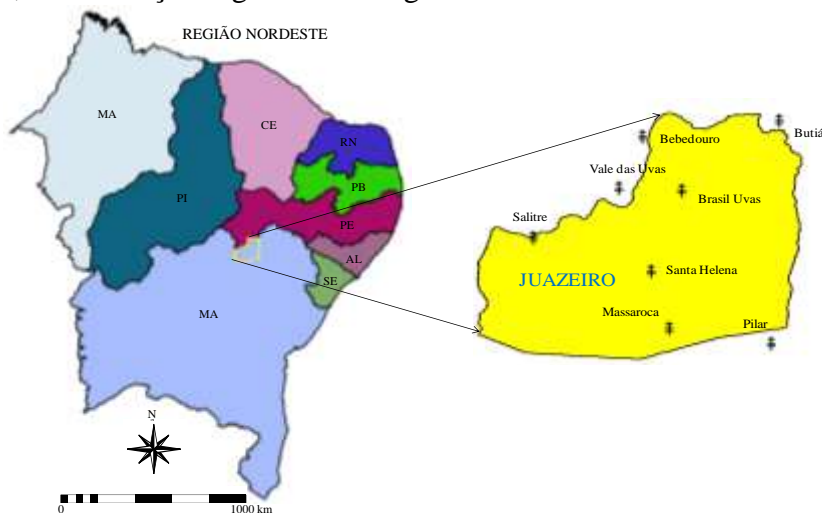 REGIÃO NORDESTE
MA
CE
RN
PB
PI
PE
AL
SE
MA
N
0 1000 km
Butiá
Bebedouro
Vale das Uvas
Brasil Uvas
Salitre
Santa Helena
JUAZEIRO
Massaroca
Pilar